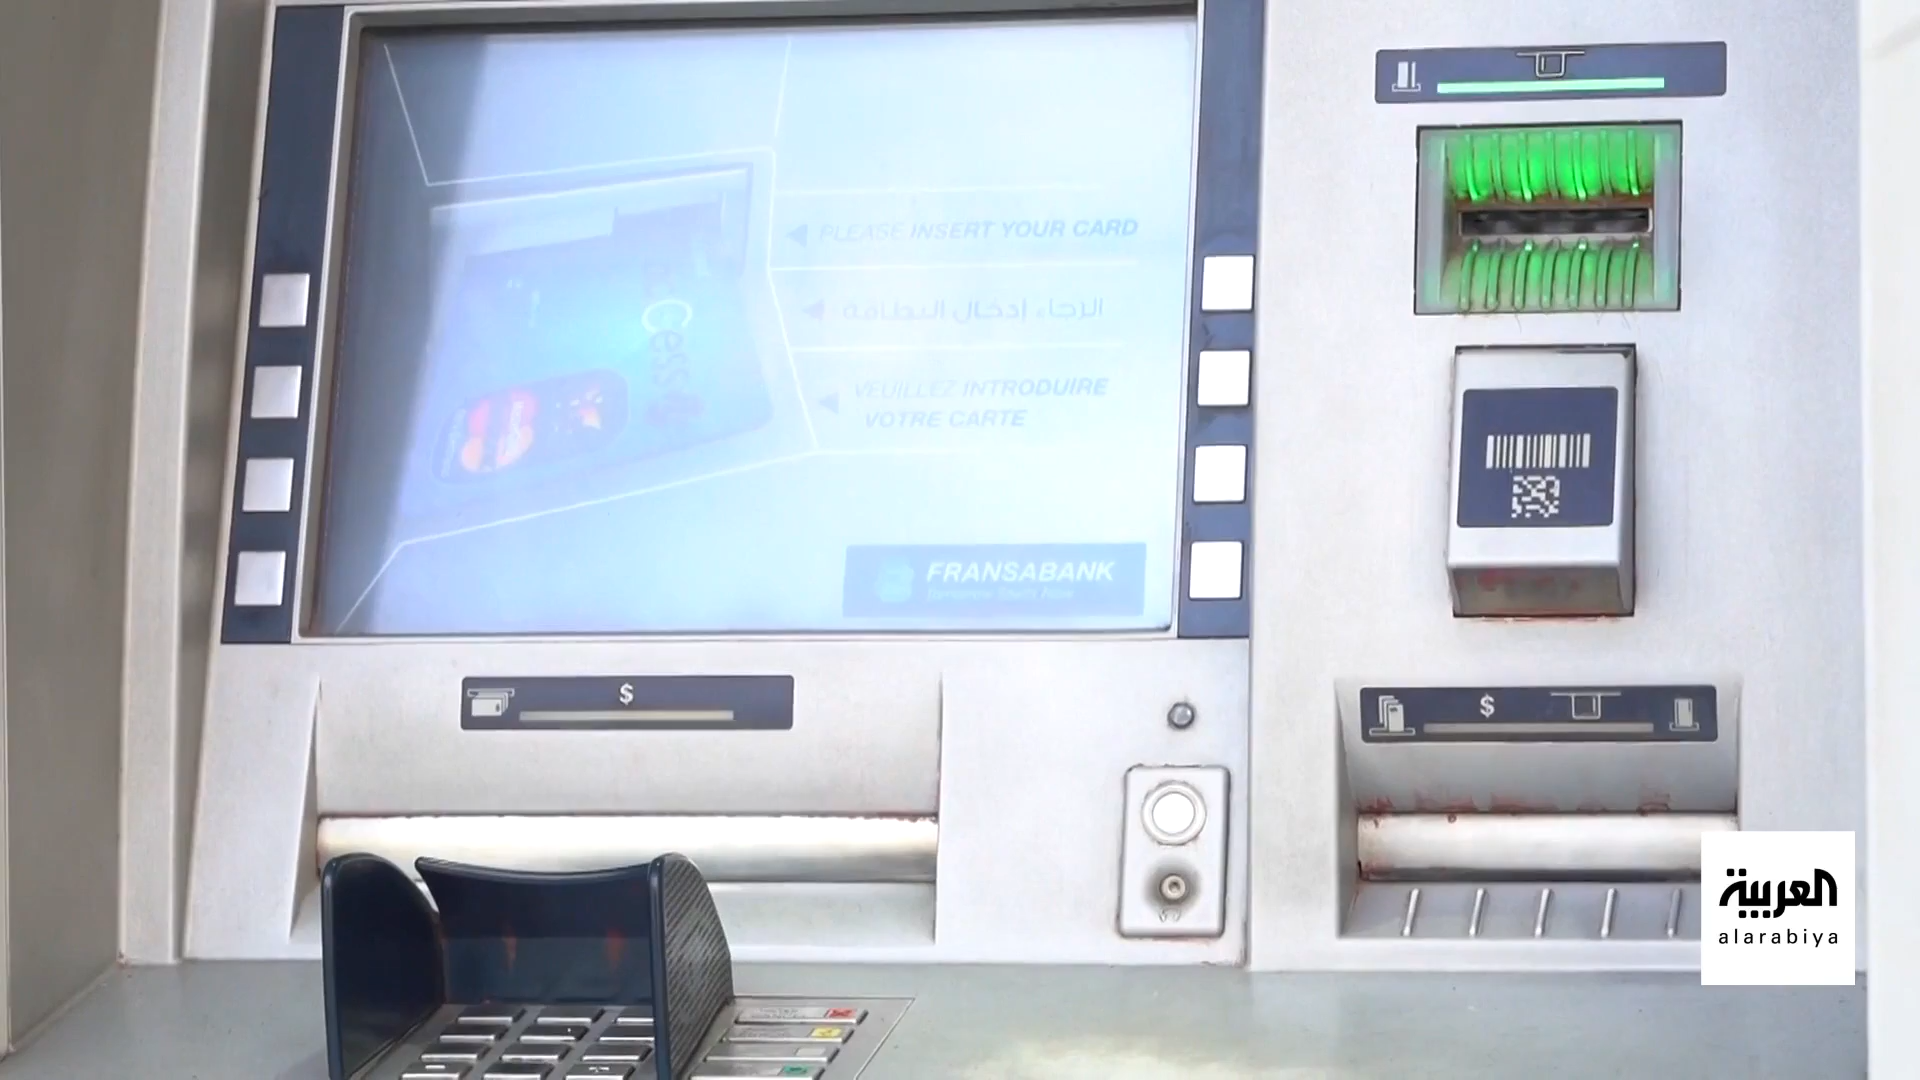 PLEASE INSERT YOUR CARD
الرجاء إدخال البطاقة
VEUILLEZ INTRODUIRE
VOTRE CARTE
FRANSABANK
$
$
العربية
alarabiya